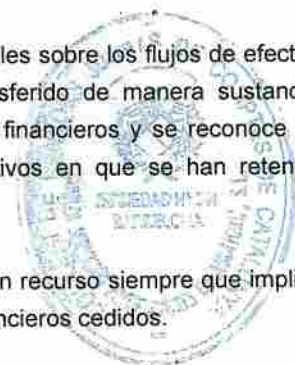 les sobre los flujos de efect
sferido de manera sustanc
financieros y se reconoce
ivos en que se han reten
n recurso siempre que impli
ncieros cedidos.